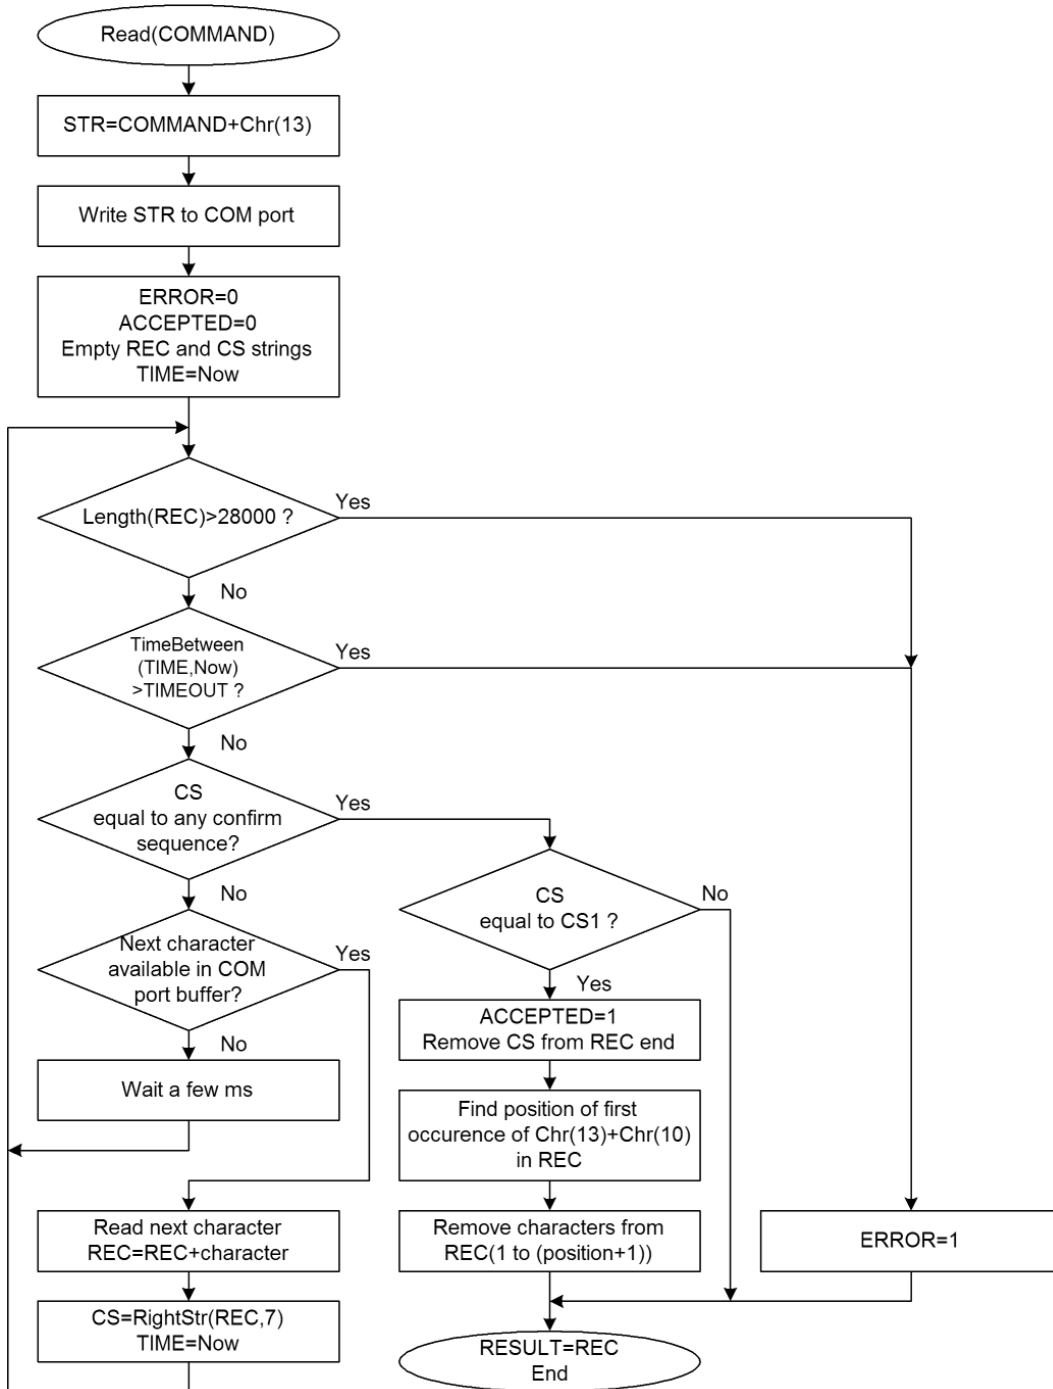 Read(COMMAND)
STR=COMMAND+Chr(13)
Write STR to COM port
ERROR=0
ACCEPTED=0
Empty REC and CS strings
TIME=Now
Length(REC)>28000 ?
Yes
No
TimeBetween
(TIME,Now)
>TIMEOUT ?
Yes
No
CS
equal to any confirm
sequence?
Yes
No
CS
equal to CS1 ?
No
Yes
Next character
available in COM
port buffer?
Yes
No
Wait a few ms
ACCEPTED=1
Remove CS from REC end
Find position of first
occurence of Chr(13)+Chr(10)
in REC
Read next character
REC=REC+character
Remove characters from
REC(1 to (position+1))
ERROR=1
CS=RightStr(REC,7)
TIME=Now
RESULT=REC
End